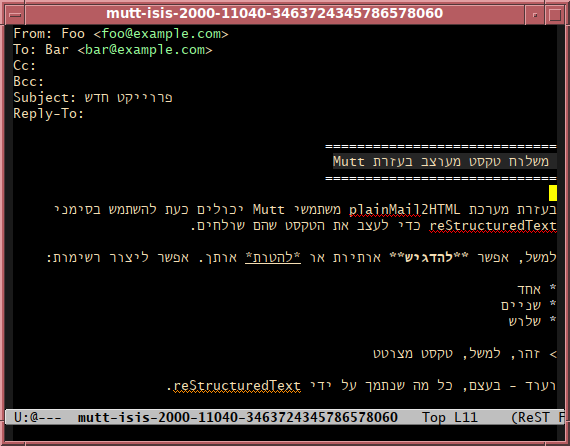 mutt-isis-2000-11040-3463724345786578060
From: Foo <foo@example.com>
To: Bar <bar@example.com>
Cc:
Bcc:
Subject: פרוייקט חדש
Reply-To:
=============================
משלוח טקסט מעוצב בעזרת Mutt
=============================
בעזרת מערכת plainMail2HTML משתמשי Mutt יכולים כעת להשתמש בסימני
reStructuredText כדי לעצב את הטקסט שהם שולחים.
למשל, אפשר **להדגיש** אותיות או *להטות* אותן. אפשר ליצור רשימות:
* אחד
* שניים
* שלוש
> זהו, למשל, טקסט מצוטט
ועוד - בעצם, כל מה שנתמך על ידי reStructuredText.
U:@--- mutt-isis-2000-11040-3463724345786578060 Top L11 (ReST F